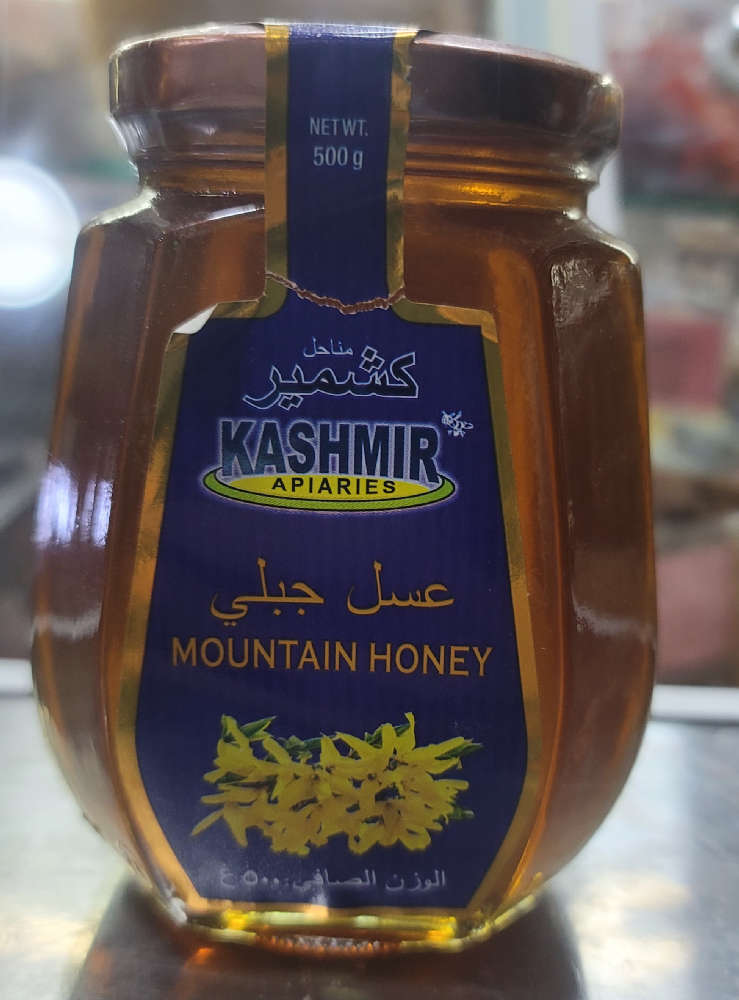 NET WT.
500 g
مناحل
كشمير
KASHMIR
APIARIES
عسل جبلي
MOUNTAIN HONEY
الوزن الصافي: ٥٠٠ غ